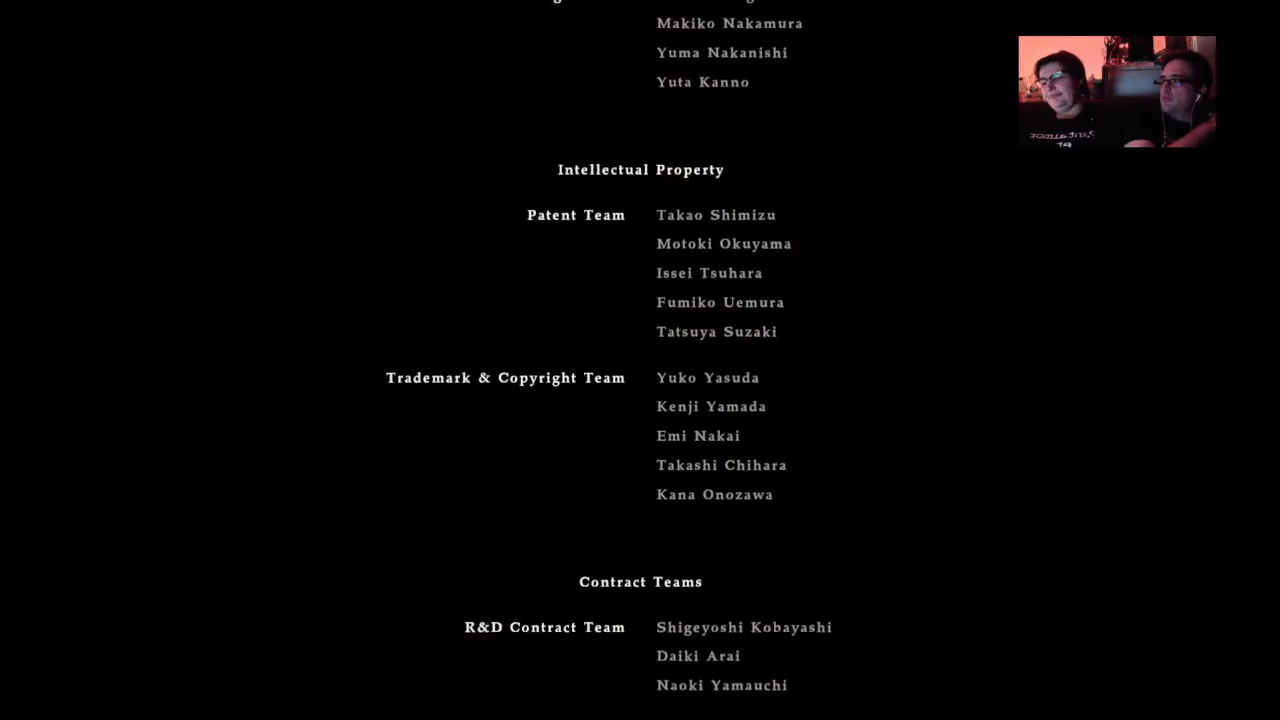 Makiko Nakamura
Yuma Nakanishi
Yuta Kanno
Intellectual Property
Patent Team Takao Shimizu
Motoki Okuyama
Issei Tsuhara
Fumiko Uemura
Tatsuya Suzaki
Trademark & Copyright Team Yuko Yasuda
Kenji Yamada
Emi Nakai
Takashi Chihara
Kana Onozawa
Contract Teams
R&D Contract Team Shigeyoshi Kobayashi
Daiki Arai
Naoki Yamauchi